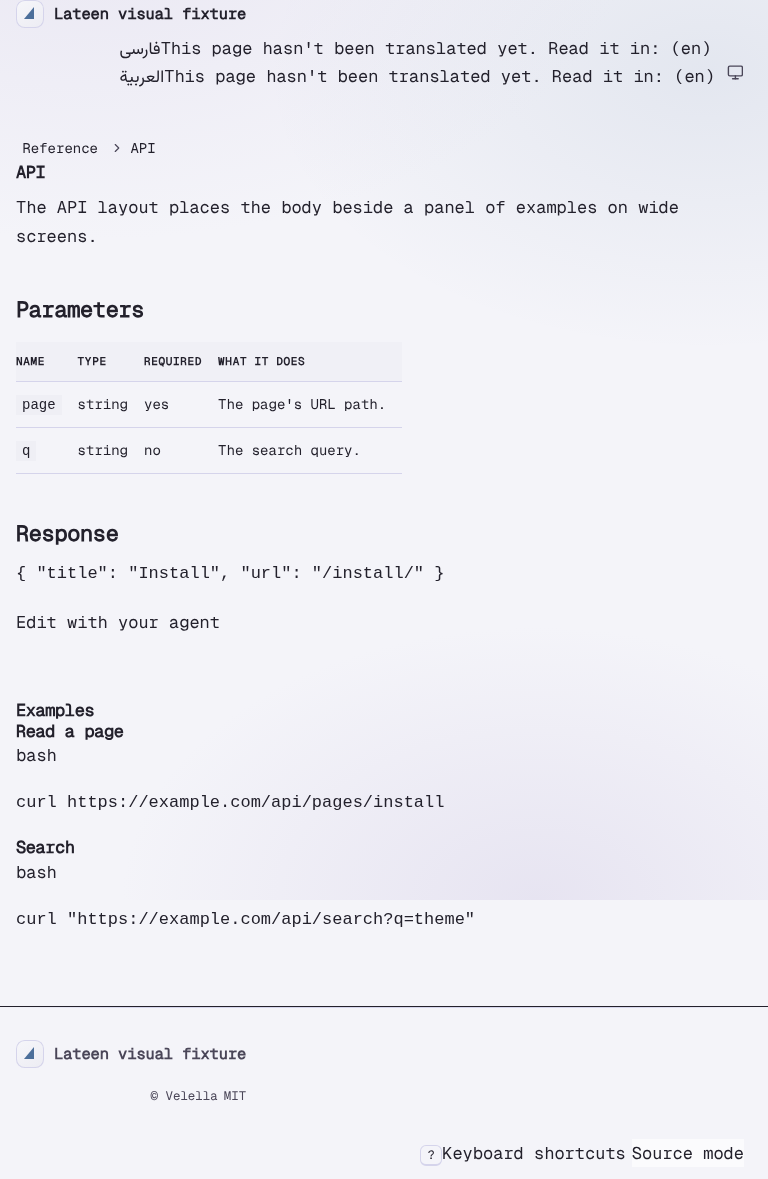 Lateen visual fixture
فارسیThis page hasn't been translated yet. Read it in: (en)
العربيةThis page hasn't been translated yet. Read it in: (en)
Reference > API
API
The API layout places the body beside a panel of examples on wide
screens.
Parameters
NAME TYPE REQUIRED WHAT IT DOES
page string yes The page's URL path.
q string no The search query.
Response
{ "title": "Install", "url": "/install/" }
Edit with your agent
Examples
Read a page
bash
curl https://example.com/api/pages/install
Search
bash
curl "https://example.com/api/search?q=theme"
Lateen visual fixture
© Velella MIT
? Keyboard shortcuts Source mode